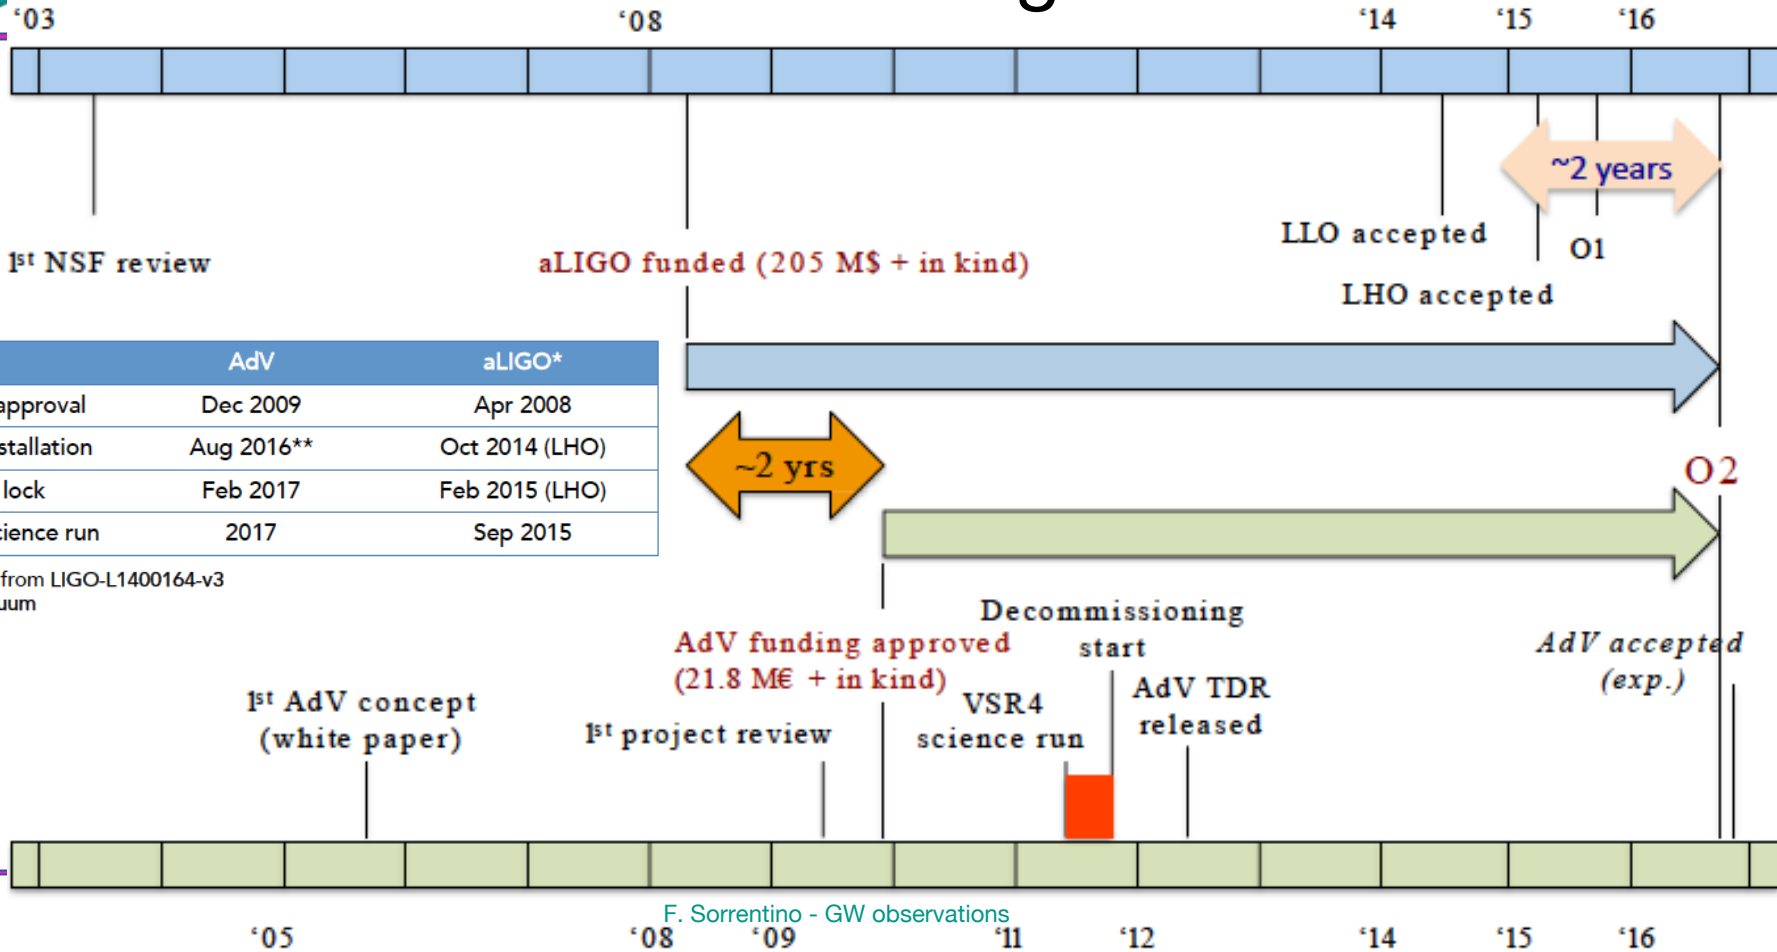 ‘03 ‘08 ‘14 ‘15 ‘16
~2 years
LLO accepted
O1
1st NSF review
aLIGO funded (205 M$ + in kind)
LHO accepted
AdV aLIGO*
approval Dec 2009 Apr 2008
stallation Aug 2016** Oct 2014 (LHO)
lock Feb 2017 Feb 2015 (LHO)
cience run 2017 Sep 2015
from LIGO-L1400164-v3
uum
~2 yrs
O2
Decommissioning
start
AdV funding approved
(21.8 M€ + in kind)
AdV accepted
(exp.)
1st AdV concept
(white paper)
1st project review
VSR4
science run
AdV TDR
released
F. Sorrentino - GW observations
‘05 ‘08 ‘09 ‘11 ‘12 ‘14 ‘15 ‘16